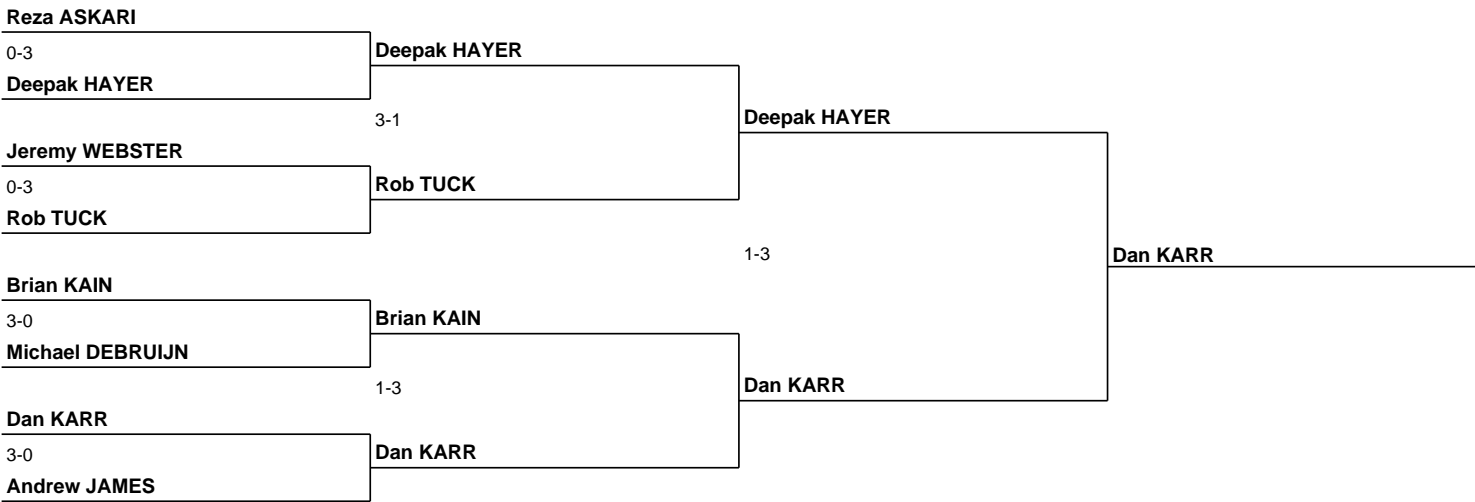 Reza ASKARI
0-3
Deepak HAYER
Deepak HAYER
3-1
Deepak HAYER
Jeremy WEBSTER
0-3
Rob TUCK
Rob TUCK
1-3
Dan KARR
Brian KAIN
3-0
Brian KAIN
Michael DEBRUIJN
1-3
Dan KARR
Dan KARR
3-0
Dan KARR
Andrew JAMES